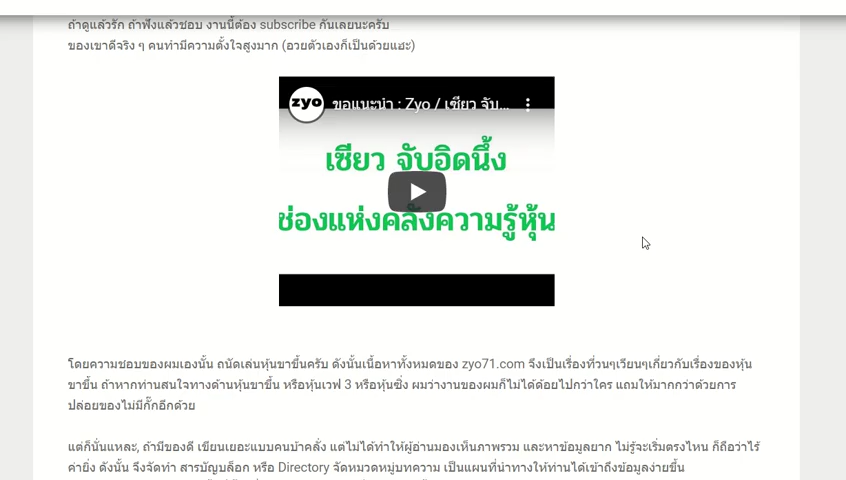 ถ้าดูแล้วรัก ถ้าฟังแล้วชอบ งานนี้ต้อง subscribe กันเลยนะครับ
ของเขาดีจริง ๆ คนทำมีความตั้งใจสูงมาก (อวยตัวเองก็เป็นด้วยแฮะ)
zyo ขอแนะนำ : Zyo / เซียว จับ...
เซียว จับอิดนึ้ง
ช่องแห่งคลังความรู้หุ้น
โดยความชอบของผมเองนั้น ถนัดเล่นหุ้นขาขึ้นครับ ดังนั้นเนื้อหาทั้งหมดของ zyo71.com จึงเป็นเรื่องที่วนๆเวียนๆเกี่ยวกับเรื่องของหุ้น
ขาขึ้น ถ้าหากท่านสนใจทางด้านหุ้นขาขึ้น หรือหุ้นเวฟ 3 หรือหุ้นซิ่ง ผมว่างานของผมก็ไม่ได้ด้อยไปกว่าใคร แถมให้มากกว่าด้วยการ
ปล่อยของไม่มีกั๊กอีกด้วย
แต่ก็นั่นแหละ, ถ้ามีของดี เขียนเยอะแบบคนบ้าคลั่ง แต่ไม่ได้ทำให้ผู้อ่านมองเห็นภาพรวม และหาข้อมูลยาก ไม่รู้จะเริ่มตรงไหน ก็ถือว่าไร้
ค่ายิ่ง ดังนั้น จึงจัดทำ สารบัญบล็อก หรือ Directory จัดหมวดหมู่บทความ เป็นแผนที่นำทางให้ท่านได้เข้าถึงข้อมูลง่ายขึ้น